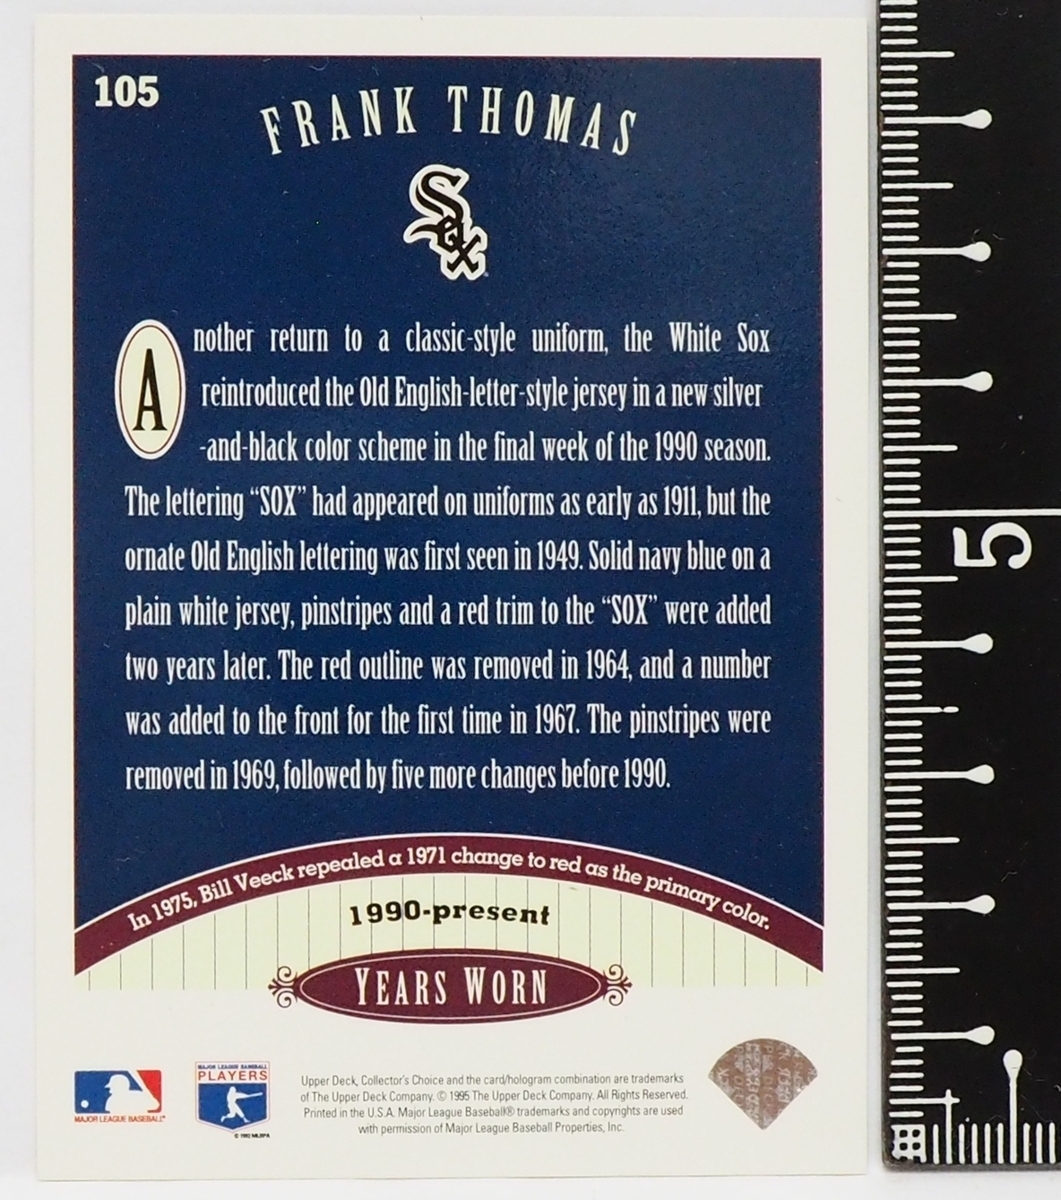 105
FRANK THOMAS
Sox
Another return to a classic-style uniform, the White Sox
reintroduced the Old English-letter-style jersey in a new silver
-and-black color scheme in the final week of the 1990 season.
The lettering “SOX” had appeared on uniforms as early as 1911, but the
ornate Old English lettering was first seen in 1949. Solid navy blue on a
plain white jersey, pinstripes and a red trim to the “SOX” were added
two years later. The red outline was removed in 1964, and a number
was added to the front for the first time in 1967. The pinstripes were
removed in 1969, followed by five more changes before 1990.
In 1975, Bill Veeck repealed a 1971 change to red as the primary color.
1990-present
YEARS WORN
MAJOR LEAGUE BASEBALL
MAJOR LEAGUE BASEBALL
PLAYERS
Upper Deck, Collector's Choice and the card/hologram combination are trademarks
of The Upper Deck Company. © 1995 The Upper Deck Company. All Rights Reserved.
Printed in the U.S.A. Major League Baseball® trademarks and copyrights are used
with permission of Major League Baseball Properties, Inc.
5